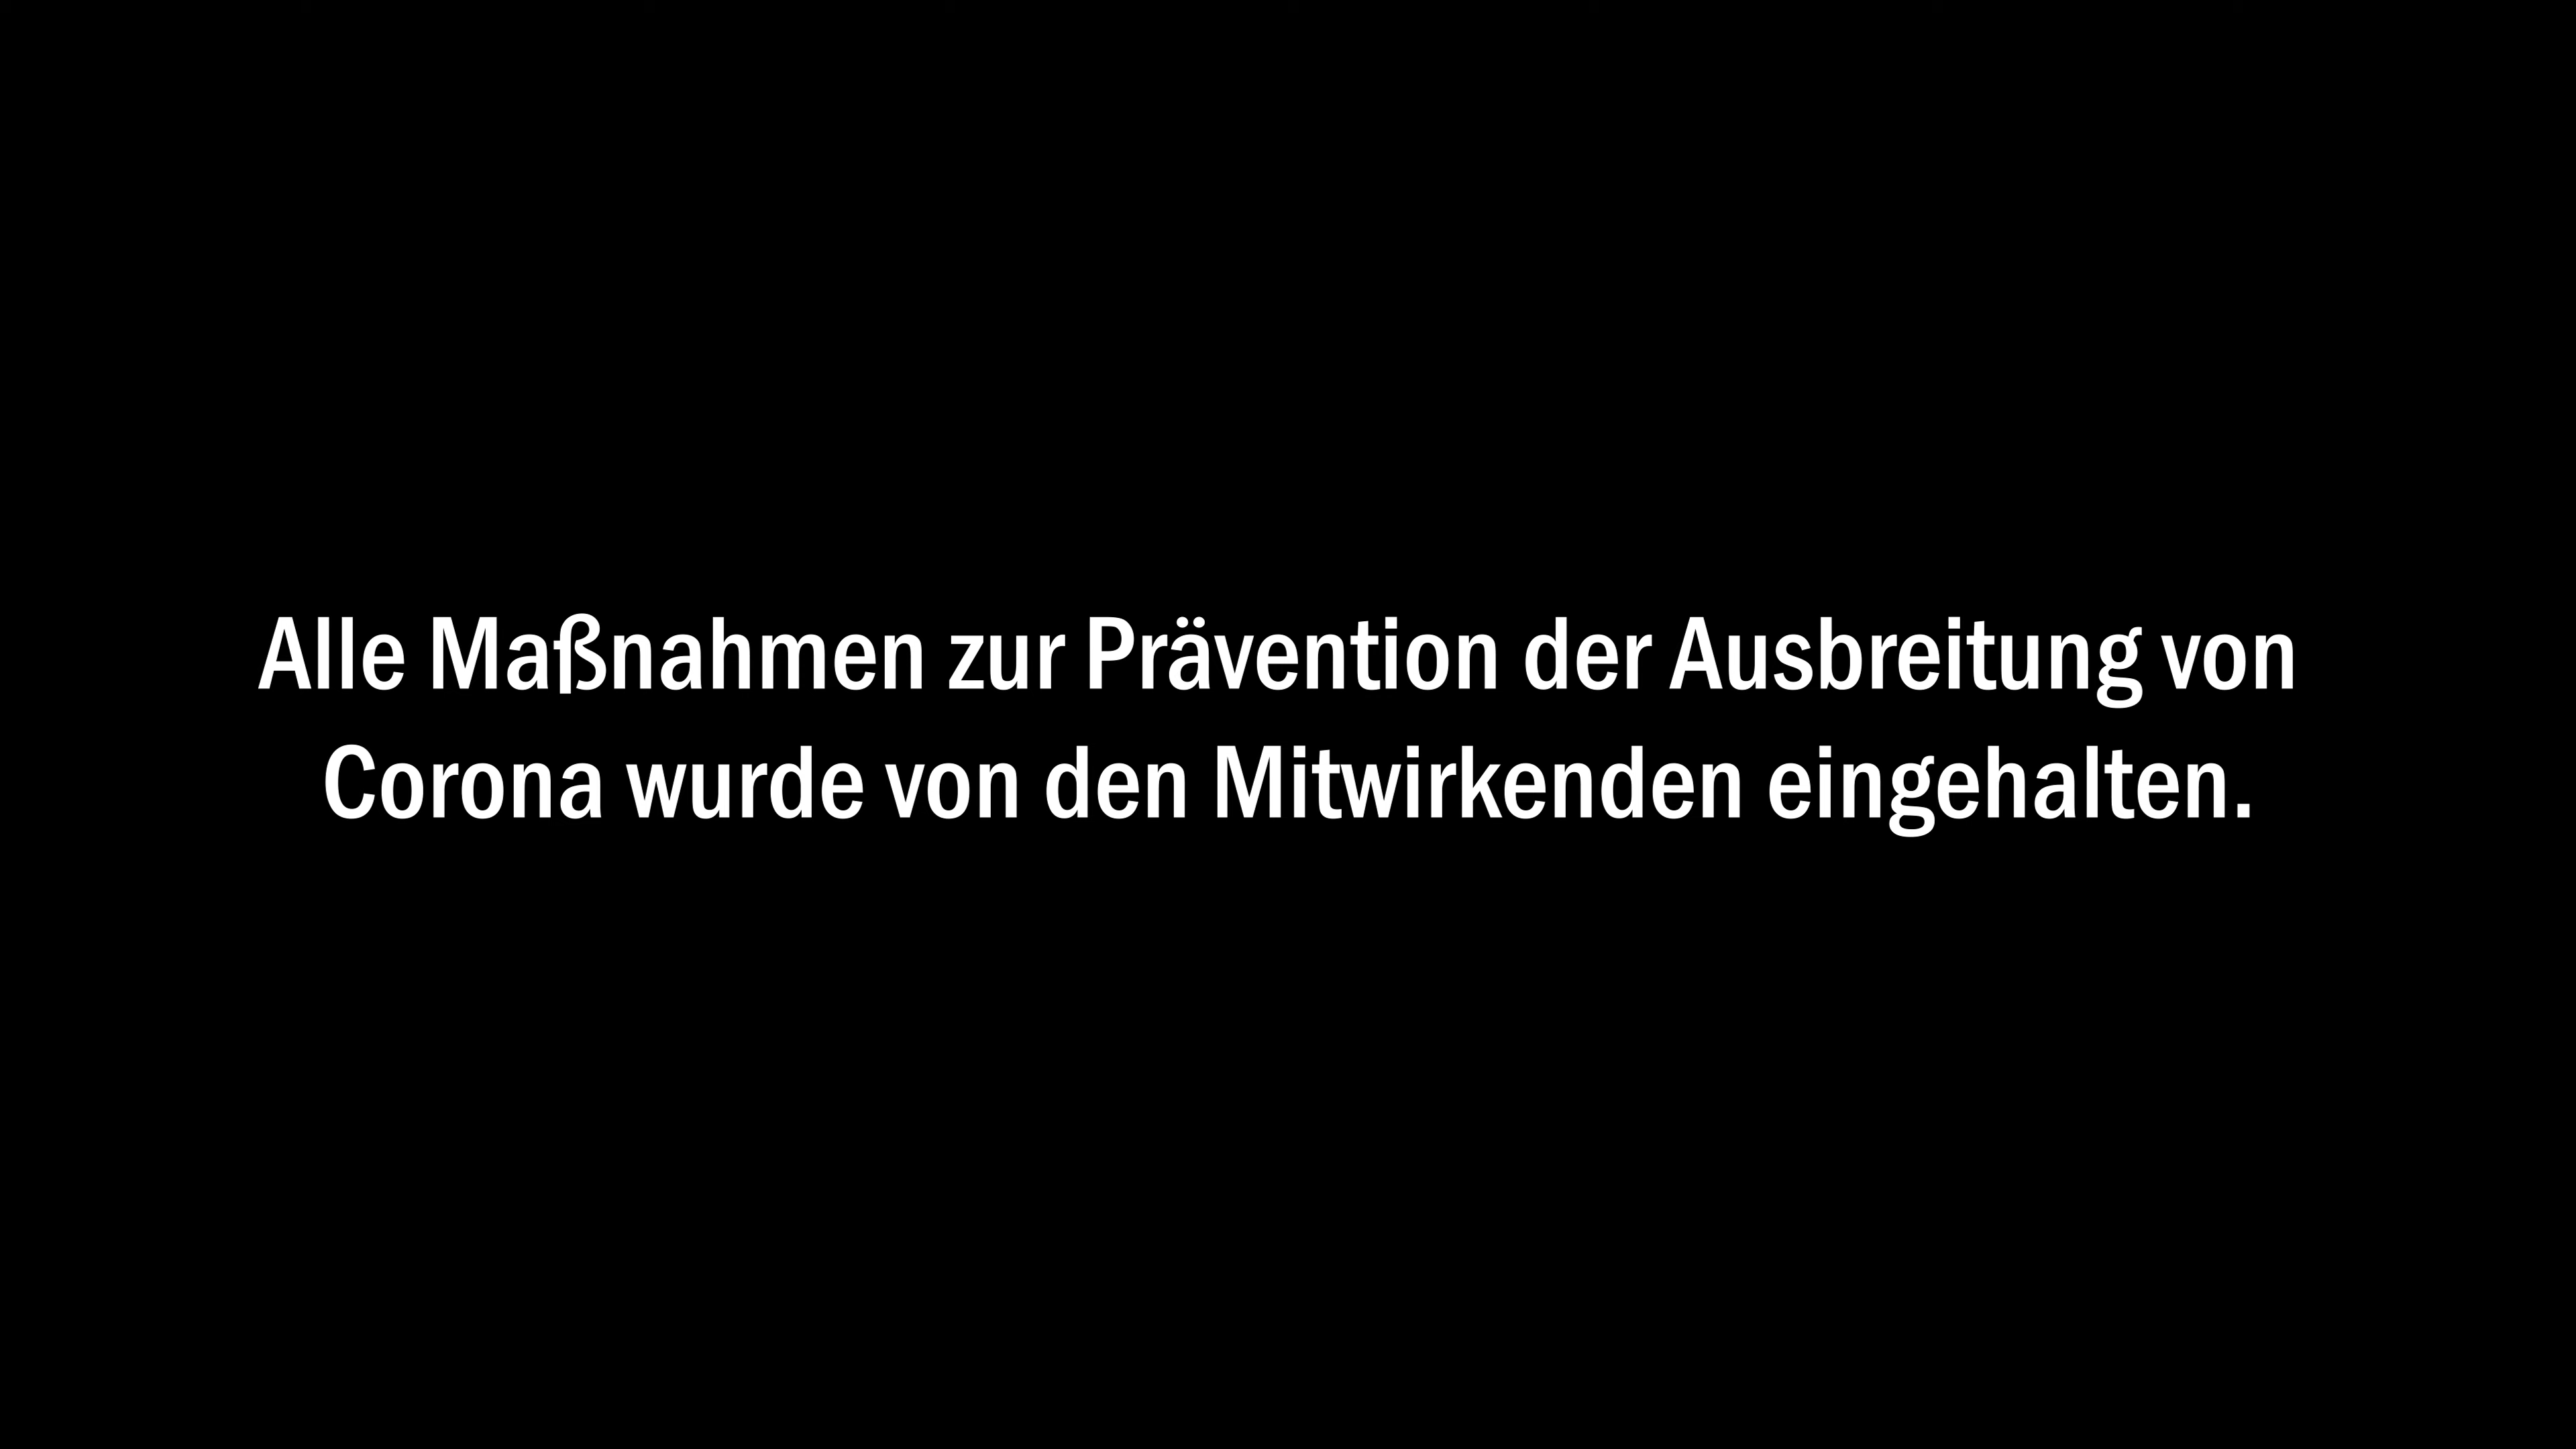 Alle Maßnahmen zur Prävention der Ausbreitung von
Corona wurde von den Mitwirkenden eingehalten.